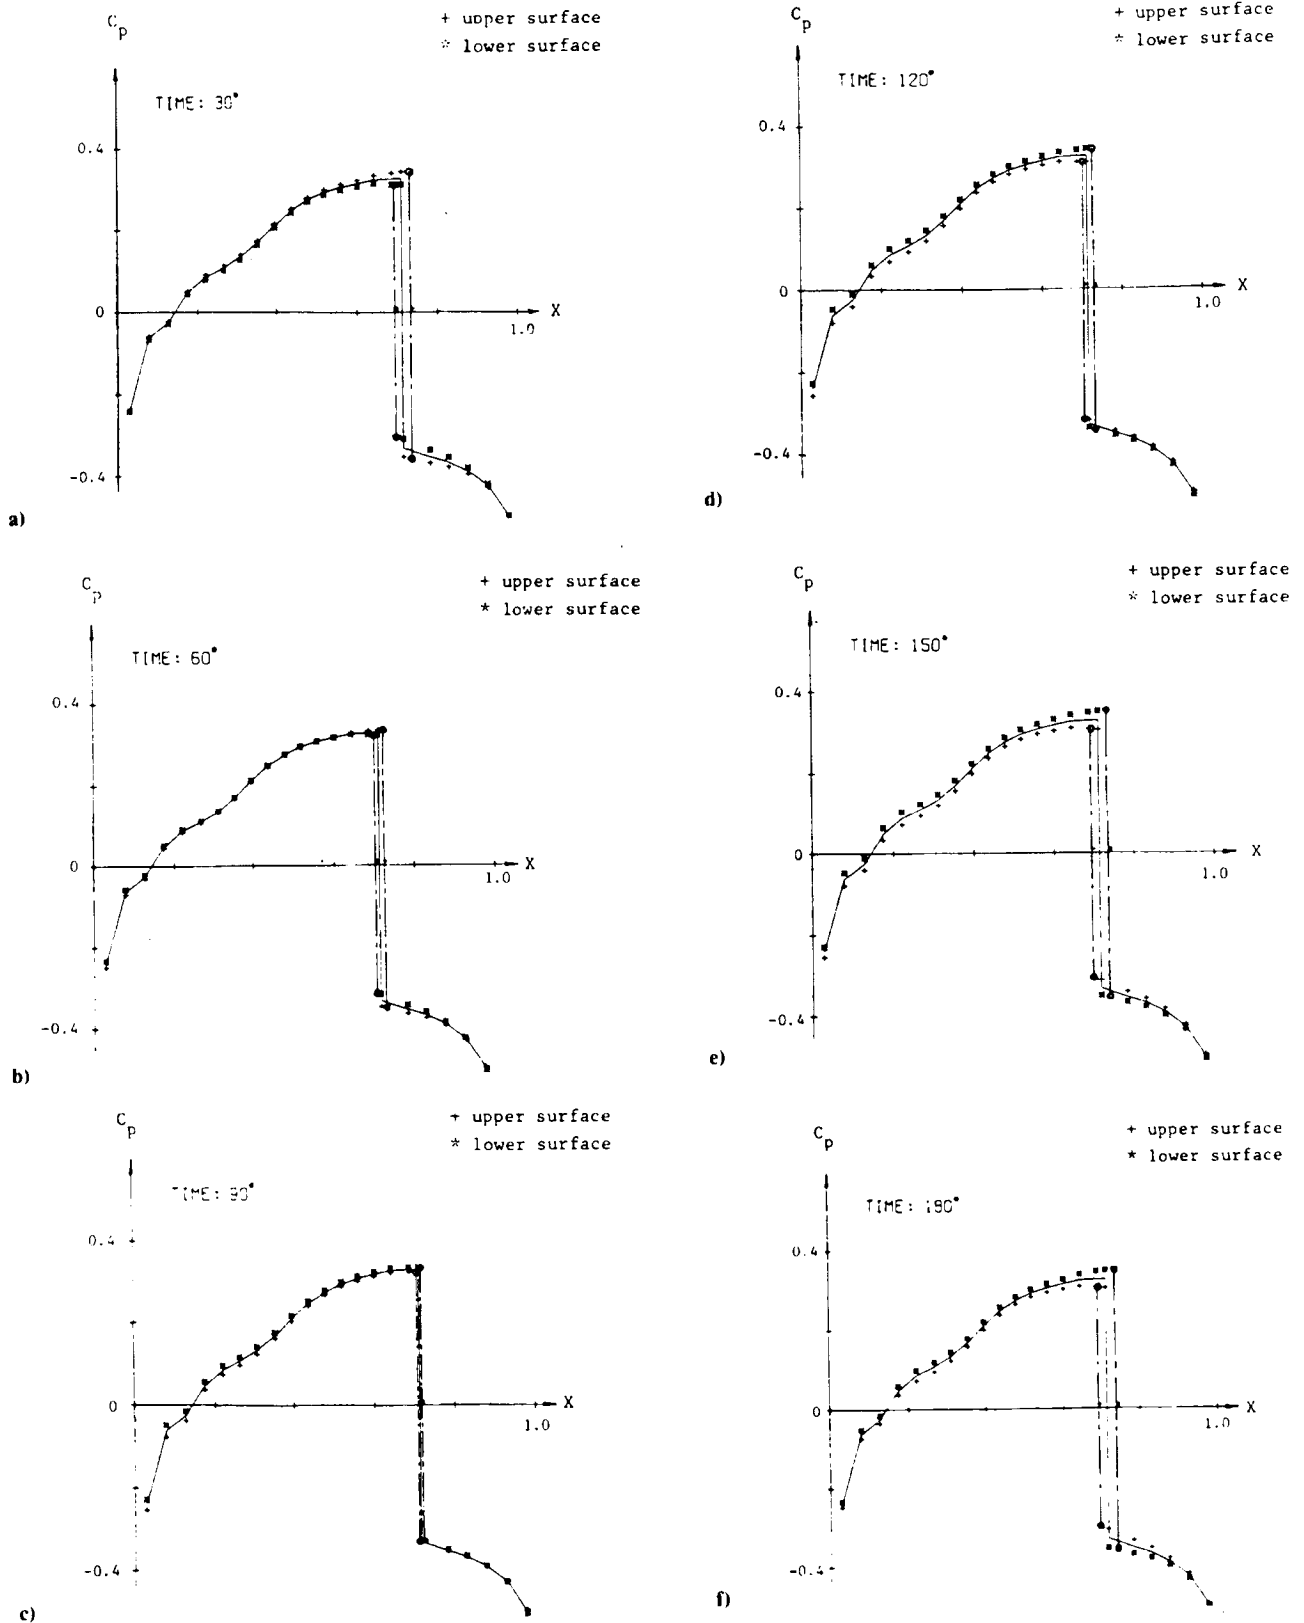 C_p
+ upper surface
* lower surface
TIME: 30°
0.4
0
X
1.0
-0.4
a)
C_p
+ upper surface
* lower surface
TIME: 120°
0.4
0
X
1.0
-0.4
d)
C_p
+ upper surface
* lower surface
TIME: 60°
0.4
0
X
1.0
-0.4
b)
C_p
+ upper surface
* lower surface
TIME: 150°
0.4
0
X
1.0
-0.4
e)
C_p
+ upper surface
* lower surface
TIME: 90°
0.4
0
X
1.0
-0.4
c)
C_p
+ upper surface
* lower surface
TIME: 180°
0.4
0
X
1.0
-0.4
f)